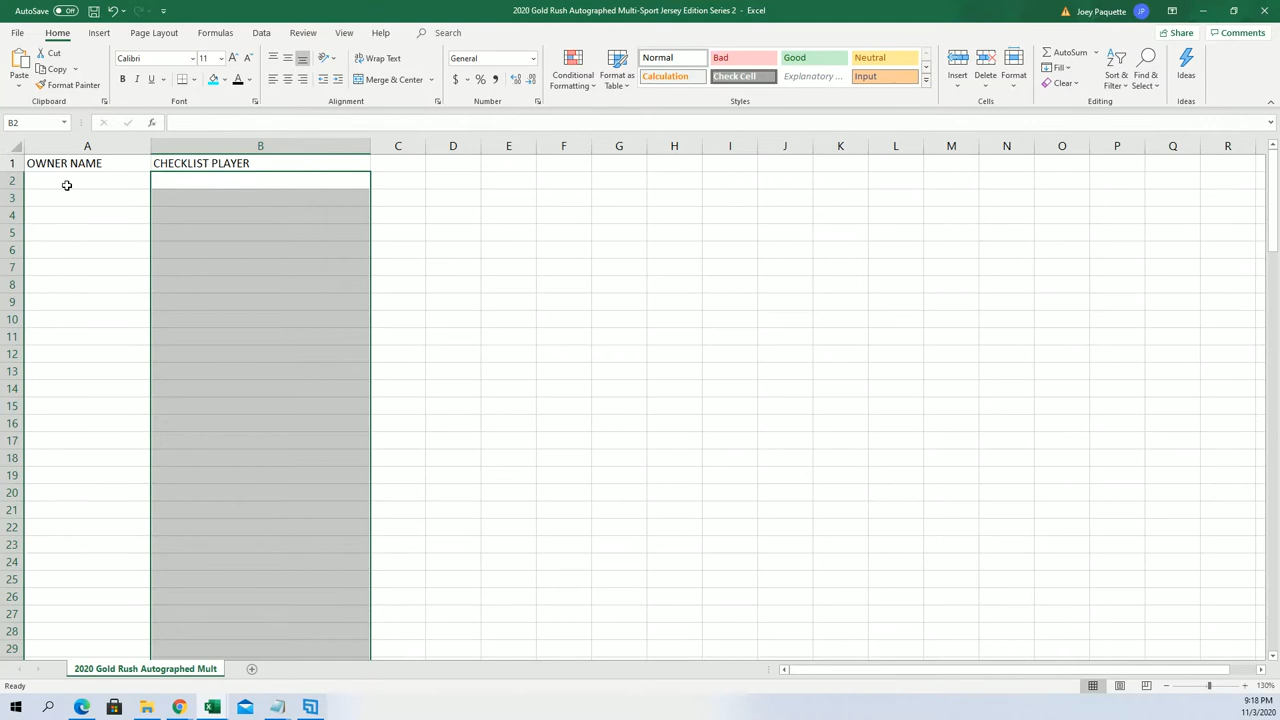 AutoSave Off 2020 Gold Rush Autographed Multi-Sport Jersey Edition Series 2 - Excel Joey Paquette JP
File Home Insert Draw Page Layout Formulas Data Review View Help Search Share Comments
Paste Cut Copy Format Painter Clipboard
Calibri 11 A A B I U A Font
ab Wrap Text Merge & Center Alignment
General $ % , Number
Conditional Formatting Format as Table Normal Bad Good Neutral
Calculation Check Cell Explanatory ... Input Styles
Insert Delete Format Cells
AutoSum Fill Clear Sort & Filter Find & Select Editing
Ideas Ideas
B2 fx
A B C D E F G H I J K L M N O P Q R
1 OWNER NAME CHECKLIST PLAYER
2
3
4
5
6
7
8
9
10
11
12
13
14
15
16
17
18
19
20
21
22
23
24
25
26
27
28
29
2020 Gold Rush Autographed Mult
Ready 130%
9:18 PM
11/3/2020